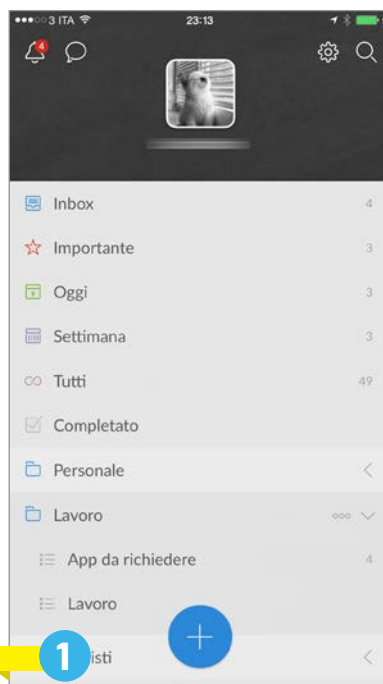 3 ITA 23:13
4
Inbox 4
Importante 3
Oggi 3
Settimana 3
Tutti 49
Completato
Personale
Lavoro
App da richiedere 4
Lavoro
1 isti